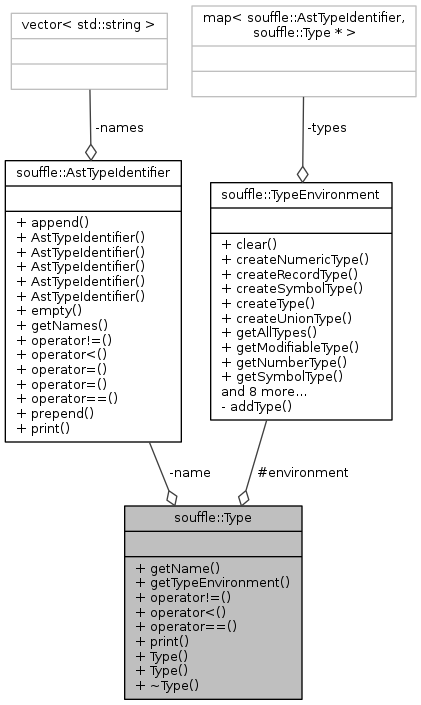 vector< std::string >
map< souffle::AstTypeIdentifier,
souffle::Type * >
-names
-types
souffle::AstTypeIdentifier
+ append()
+ AstTypeIdentifier()
+ AstTypeIdentifier()
+ AstTypeIdentifier()
+ AstTypeIdentifier()
+ AstTypeIdentifier()
+ empty()
+ getNames()
+ operator!=()
+ operator<()
+ operator=()
+ operator=()
+ operator==()
+ prepend()
+ print()
souffle::TypeEnvironment
+ clear()
+ createNumericType()
+ createRecordType()
+ createSymbolType()
+ createType()
+ createUnionType()
+ getAllTypes()
+ getModifiableType()
+ getNumberType()
+ getSymbolType()
and 8 more...
- addType()
-name
#environment
souffle::Type
+ getName()
+ getTypeEnvironment()
+ operator!=()
+ operator<()
+ operator==()
+ print()
+ Type()
+ Type()
+ ~Type()